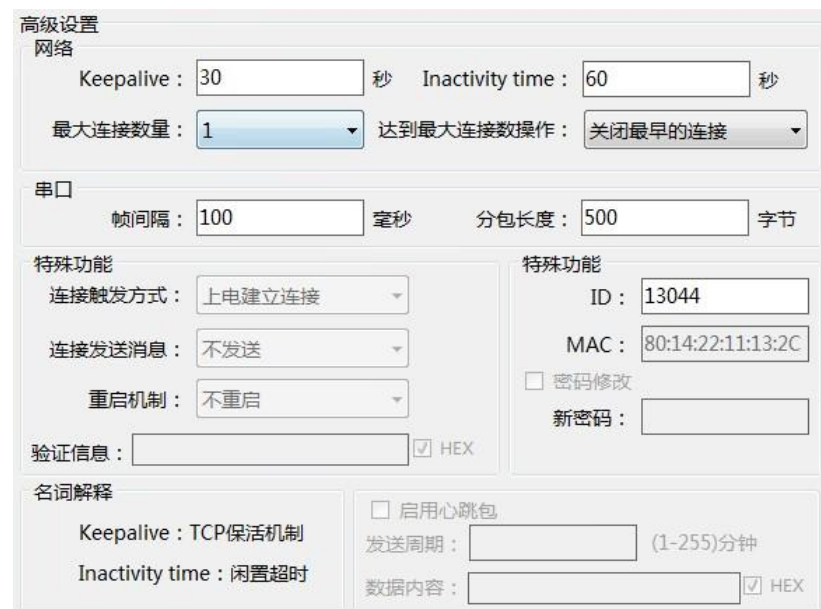 高级设置
网络
Keepalive： 30 秒 Inactivity time： 60 秒
最大连接数量： 1 达到最大连接数操作： 关闭最早的连接
串口
帧间隔： 100 毫秒 分包长度： 500 字节
特殊功能
连接触发方式： 上电建立连接
连接发送消息： 不发送
重启机制： 不重启
验证信息： HEX
特殊功能
ID： 13044
MAC： 80:14:22:11:13:2C
密码修改
新密码：
名词解释
Keepalive：TCP保活机制
Inactivity time：闲置超时
启用心跳包
发送周期： (1-255)分钟
数据内容： HEX